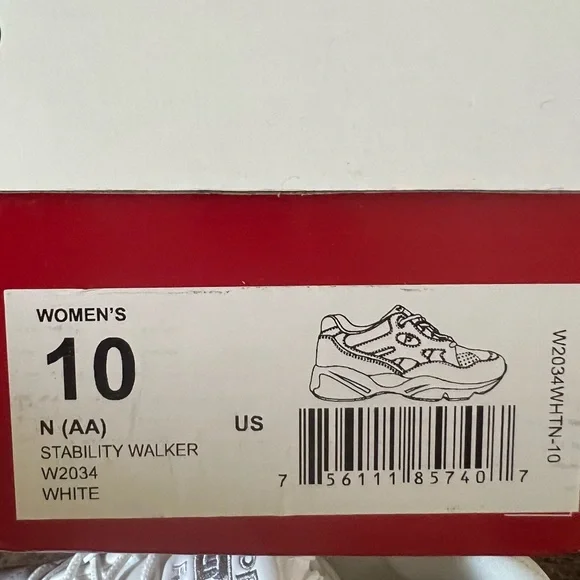 WOMEN'S
10
N (AA)
US
STABILITY WALKER
W2034
WHITE
7 56111 85740 7
W2034WHTN-10